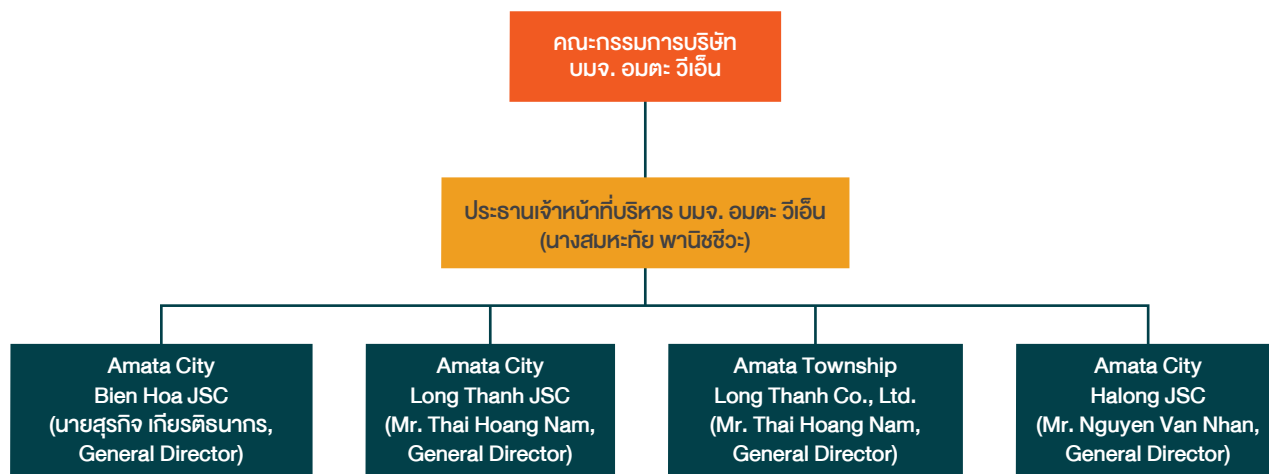 คณะกรรมการบริษัท
บมจ. อมตะ วีเอ็น
ประธานเจ้าหน้าที่บริหาร บมจ. อมตะ วีเอ็น
(นางสมหะทัย พานิชชีวะ)
Amata City
Bien Hoa JSC
(นายสุรกิจ เกียรติธนากร,
General Director)
Amata City
Long Thanh JSC
(Mr. Thai Hoang Nam,
General Director)
Amata Township
Long Thanh Co., Ltd.
(Mr. Thai Hoang Nam,
General Director)
Amata City
Halong JSC
(Mr. Nguyen Van Nhan,
General Director)